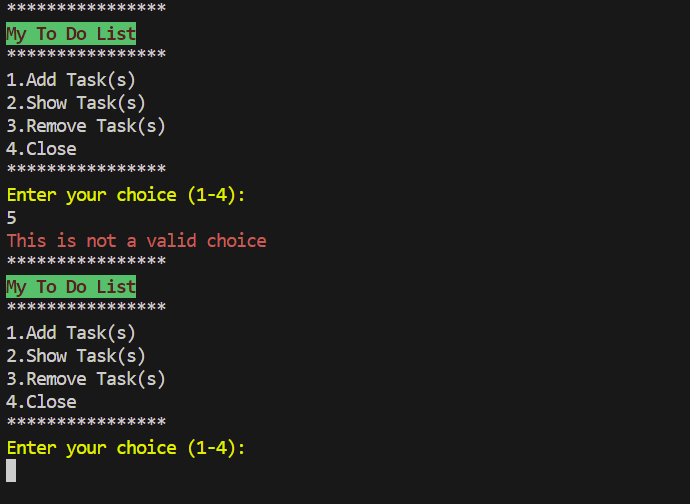 ****************
My To Do List
****************
1.Add Task(s)
2.Show Task(s)
3.Remove Task(s)
4.Close
****************
Enter your choice (1-4):
5
This is not a valid choice
****************
My To Do List
****************
1.Add Task(s)
2.Show Task(s)
3.Remove Task(s)
4.Close
****************
Enter your choice (1-4):